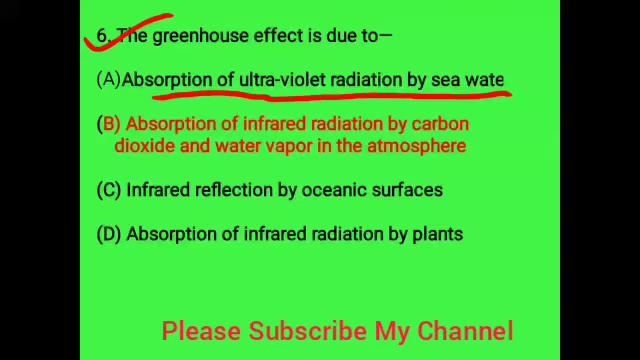 6. The greenhouse effect is due to—
(A)Absorption of ultra-violet radiation by sea wate
(B) Absorption of infrared radiation by carbon
dioxide and water vapor in the atmosphere
(C) Infrared reflection by oceanic surfaces
(D) Absorption of infrared radiation by plants
Please Subscribe My Channel